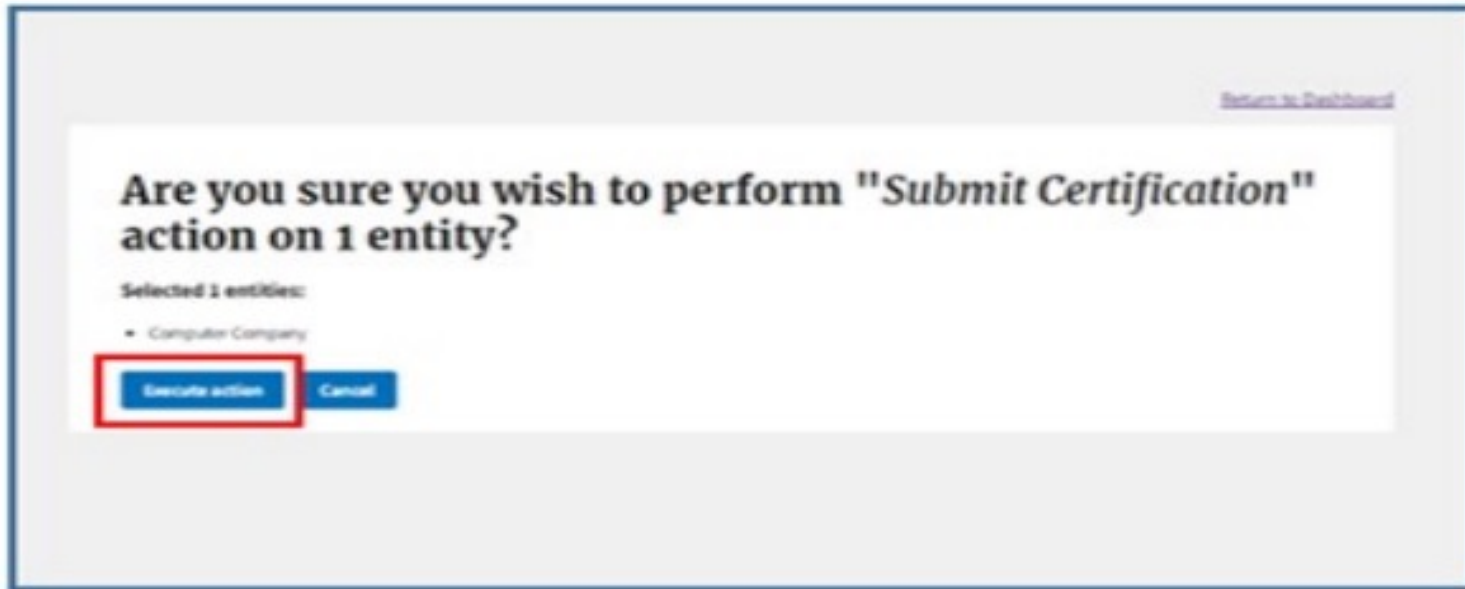 Return to Dashboard
Are you sure you wish to perform "Submit Certification"
action on 1 entity?
Selected 1 entities:
• Computer Company
Execute action Cancel